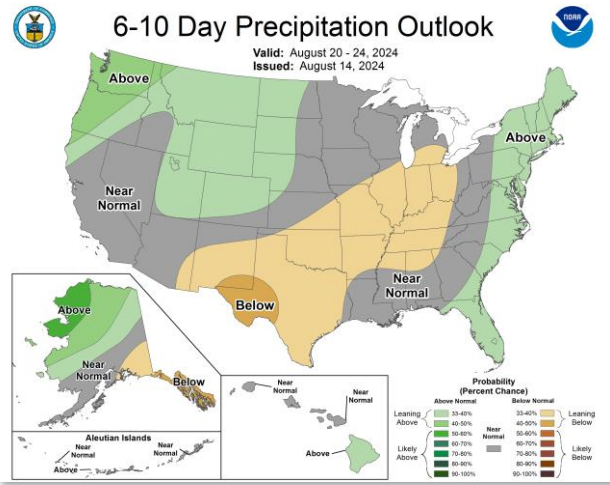 6-10 Day Precipitation Outlook
Valid: August 20 - 24, 2024
Issued: August 14, 2024
NOAA
Above
Above
Near
Normal
Near
Normal
Below
Above
Near
Normal
Below
Aleutian Islands
Near
Normal
Near
Normal
Above
Near
Normal
Near
Normal
Above
Probability
(Percent Chance)
Above Normal
Below Normal
Leaning
Above
33-40%
40-50%
Likely
Above
50-60%
60-70%
70-80%
80-90%
90-100%
Near
Normal
33-40%
40-50%
Leaning
Below
50-60%
60-70%
70-80%
80-90%
90-100%
Likely
Below